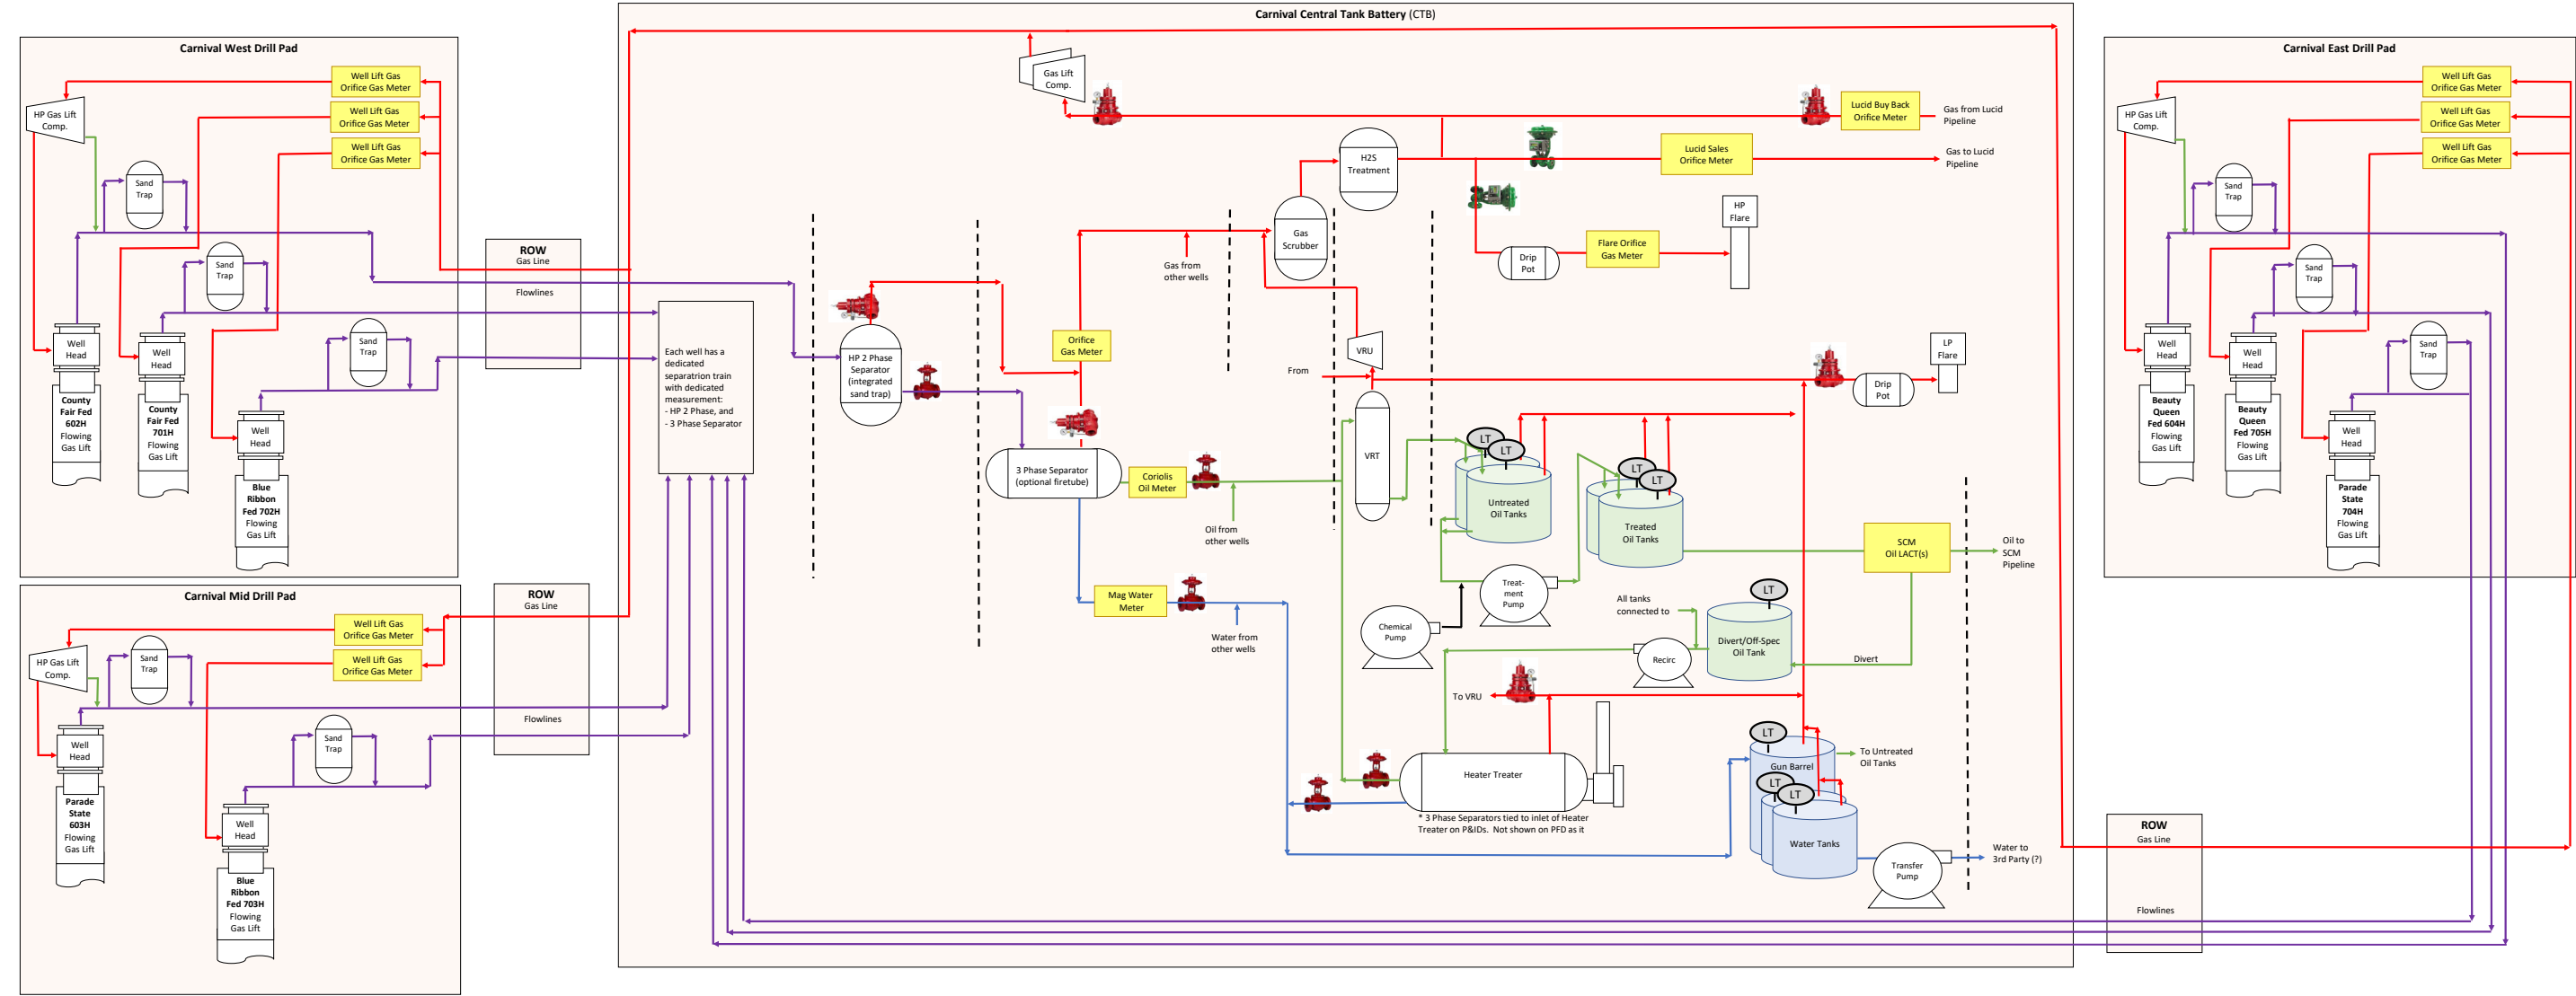 Carnival Central Tank Battery (CTB)
Carnival West Drill Pad
Well Lift Gas
Orifice Gas Meter
Well Lift Gas
Orifice Gas Meter
Well Lift Gas
Orifice Gas Meter
HP Gas Lift
Comp.
Sand
Trap
Sand
Trap
Sand
Trap
Well
Head
Well
Head
Well
Head
County
Fair Fed
602H
Flowing
Gas Lift
County
Fair Fed
701H
Flowing
Gas Lift
Blue
Ribbon
Fed 702H
Flowing
Gas Lift
ROW
Gas Line
Flowlines
Carnival Mid Drill Pad
Well Lift Gas
Orifice Gas Meter
Well Lift Gas
Orifice Gas Meter
HP Gas Lift
Comp.
Sand
Trap
Sand
Trap
Well
Head
Well
Head
Parade
State
603H
Flowing
Gas Lift
Blue
Ribbon
Fed 703H
Flowing
Gas Lift
ROW
Gas Line
Flowlines
Each well has a
dedicated
separatrion train
with dedicated
measurement:
- HP 2 Phase, and
- 3 Phase Separator
HP 2 Phase
Separator
(integrated
sand trap)
3 Phase Separator
(optional firetube)
Orifice
Gas Meter
Coriolis
Oil Meter
Mag Water
Meter
Gas from
other wells
Oil from
other wells
Water from
other wells
Gas Lift
Comp.
Gas
Scrubber
H2S
Treatment
Lucid Buy Back
Orifice Meter
Gas from Lucid
Pipeline
Lucid Sales
Orifice Meter
Gas to Lucid
Pipeline
HP
Flare
Flare Orifice
Gas Meter
Drip
Pot
VRU
From
VRT
LP
Flare
Drip
Pot
LT
LT
Untreated
Oil Tanks
LT
LT
Treated
Oil Tanks
SCM
Oil LACT(s)
Oil to
SCM
Pipeline
Treat-
ment
Pump
Chemical
Pump
All tanks
connected to
LT
Divert/Off-Spec
Oil Tank
Divert
Recirc
To VRU
Heater Treater
* 3 Phase Separators tied to inlet of Heater
Treater on P&IDs. Not shown on PFD as it
LT
Gun Barrel
To Untreated
Oil Tanks
LT
LT
Water Tanks
Transfer
Pump
Water to
3rd Party (?)
Carnival East Drill Pad
Well Lift Gas
Orifice Gas Meter
Well Lift Gas
Orifice Gas Meter
Well Lift Gas
Orifice Gas Meter
HP Gas Lift
Comp.
Sand
Trap
Sand
Trap
Sand
Trap
Well
Head
Well
Head
Well
Head
Beauty
Queen
Fed 604H
Flowing
Gas Lift
Beauty
Queen
Fed 705H
Flowing
Gas Lift
Parade
State
704H
Flowing
Gas Lift
ROW
Gas Line
Flowlines